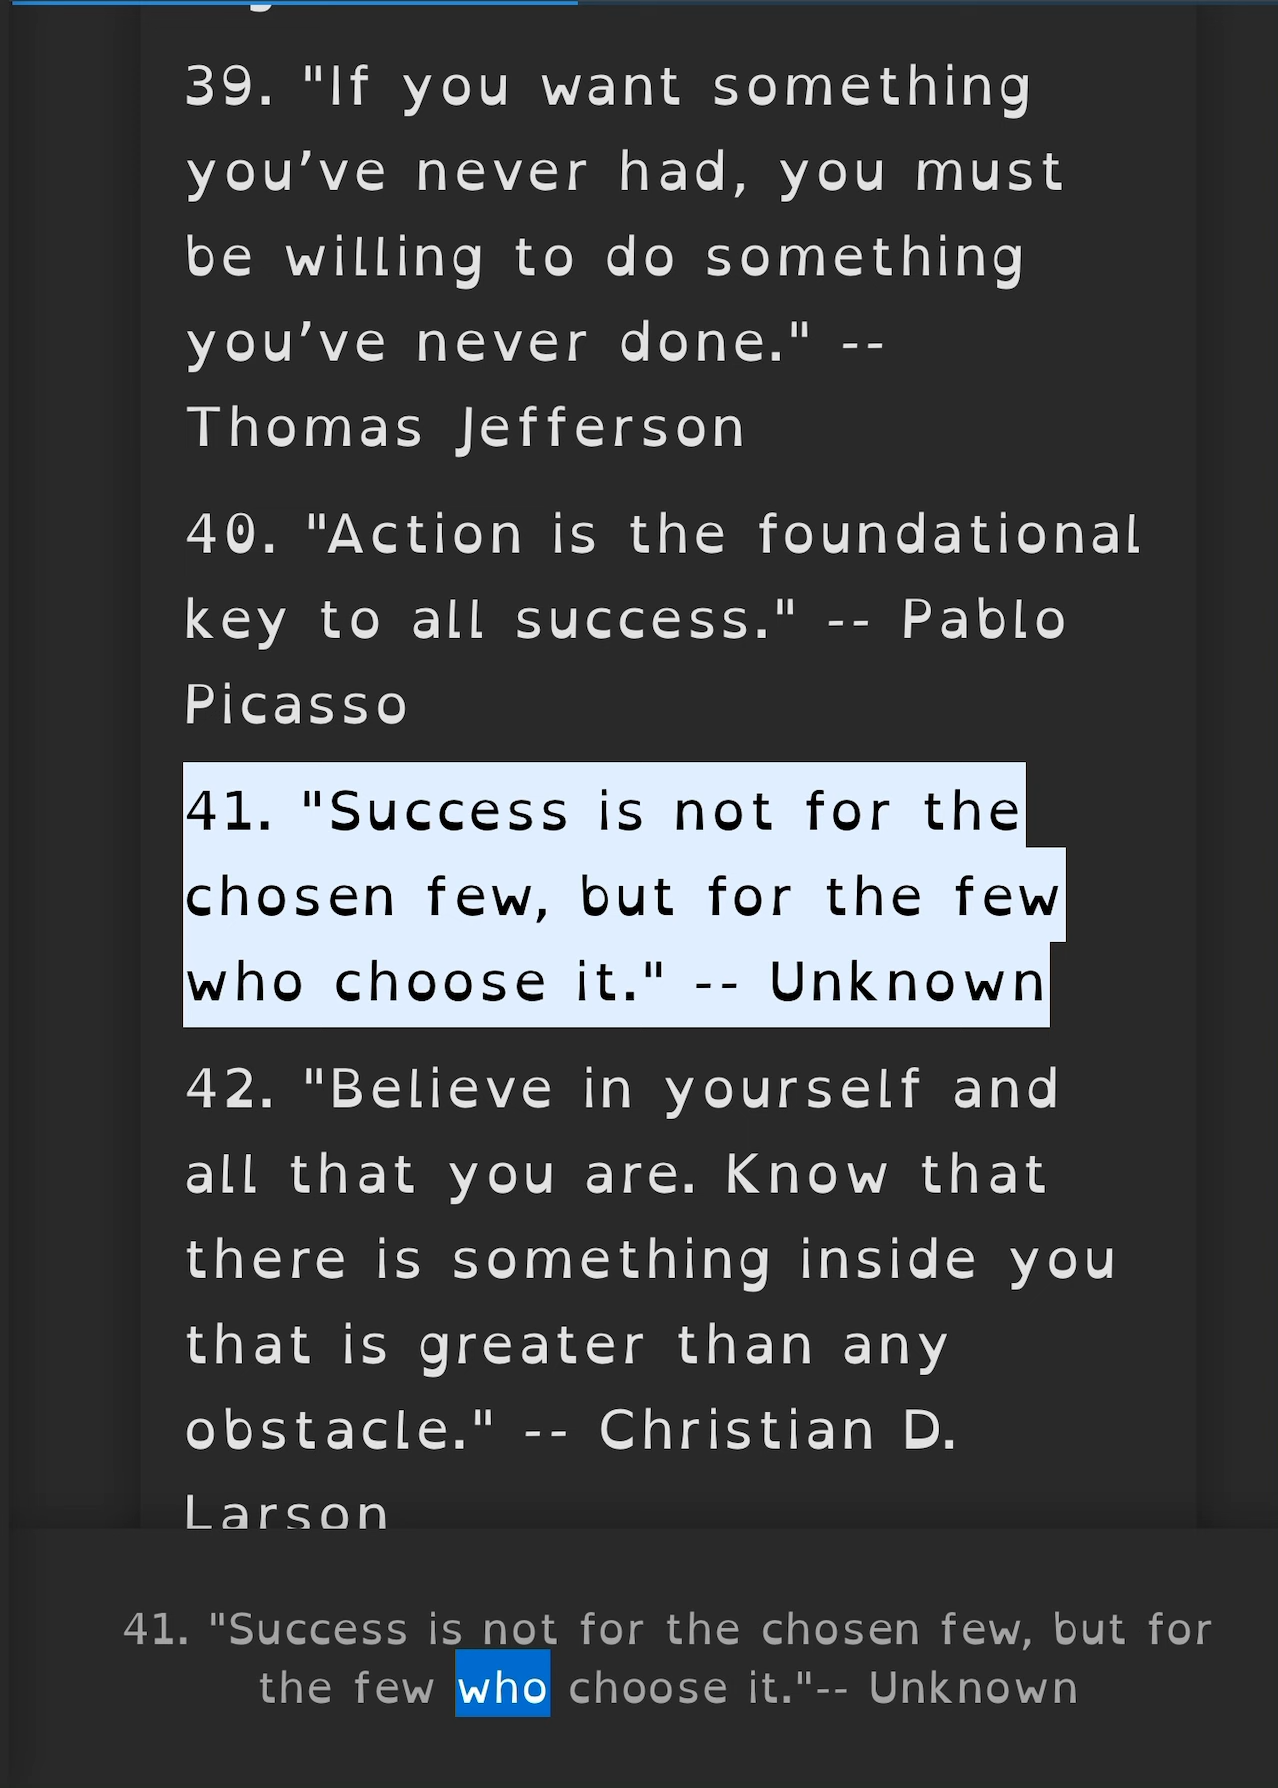 39. "If you want something
you’ve never had, you must
be willing to do something
you’ve never done." --
Thomas Jefferson
40. "Action is the foundational
key to all success." -- Pablo
Picasso
41. "Success is not for the
chosen few, but for the few
who choose it." -- Unknown
42. "Believe in yourself and
all that you are. Know that
there is something inside you
that is greater than any
obstacle." -- Christian D.
Larson
41. "Success is not for the chosen few, but for
the few who choose it."-- Unknown